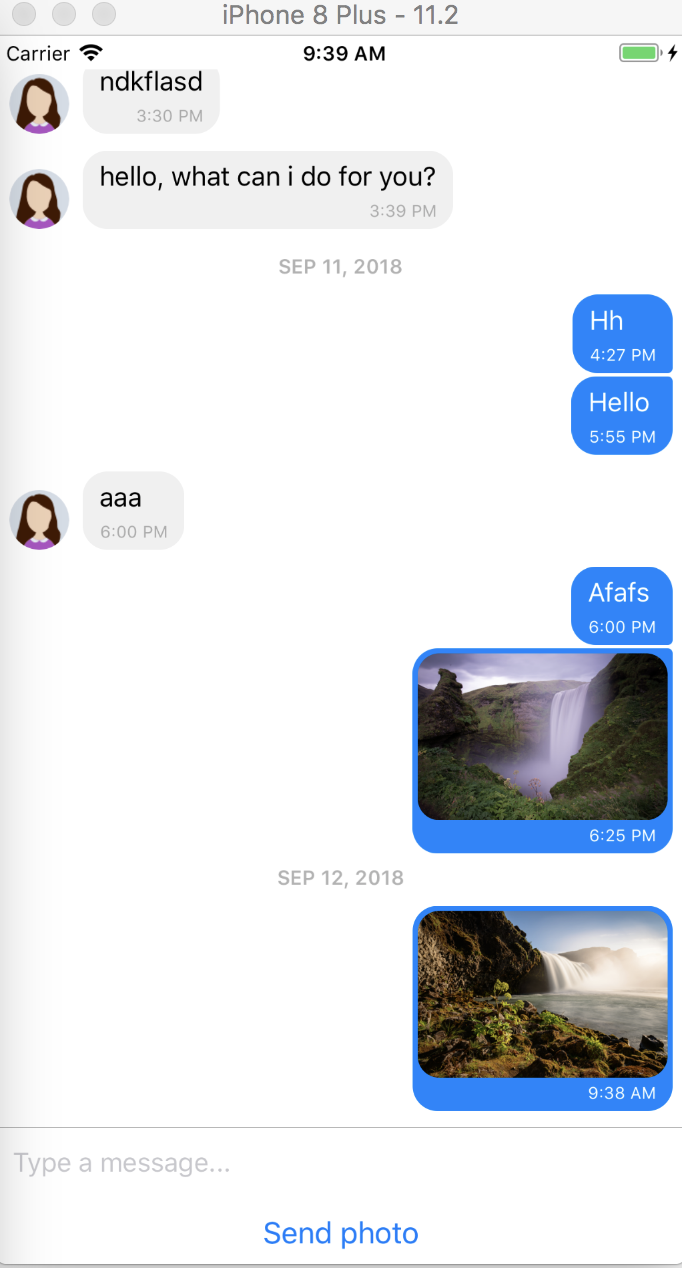 iPhone 8 Plus - 11.2
Carrier 9:39 AM
ndkflasd
3:30 PM
hello, what can i do for you?
3:39 PM
SEP 11, 2018
Hh
4:27 PM
Hello
5:55 PM
aaa
6:00 PM
Afafs
6:00 PM
6:25 PM
SEP 12, 2018
9:38 AM
Type a message...
Send photo